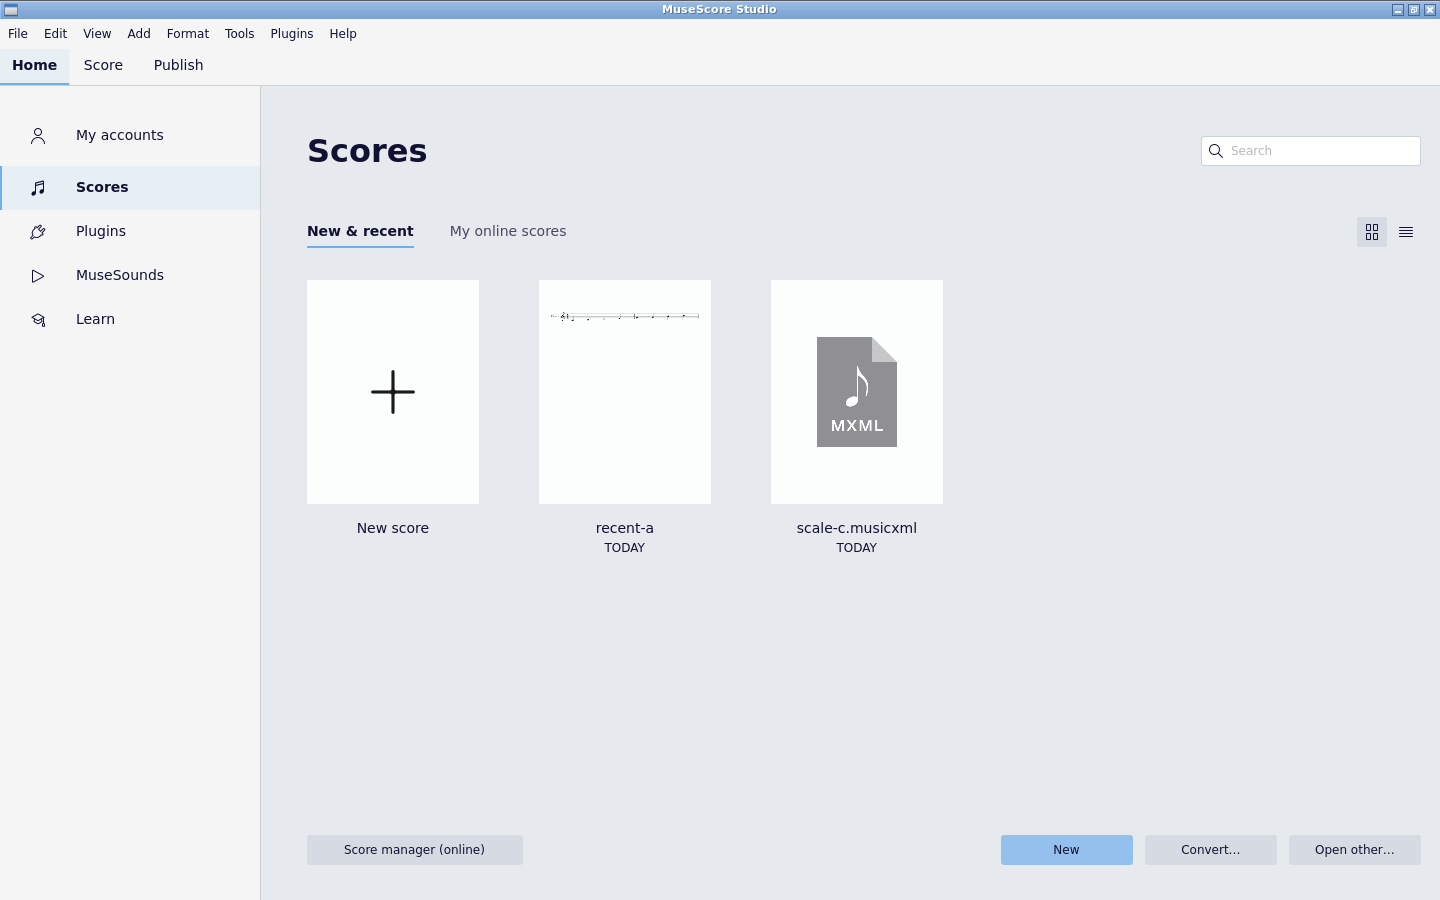 MuseScore Studio
File Edit View Add Format Tools Plugins Help
Home Score Publish
My accounts
Scores
Plugins
MuseSounds
Learn
Scores
Search
New & recent My online scores
MXML
New score
recent-a
TODAY
scale-c.musicxml
TODAY
Score manager (online)
New
Convert...
Open other...